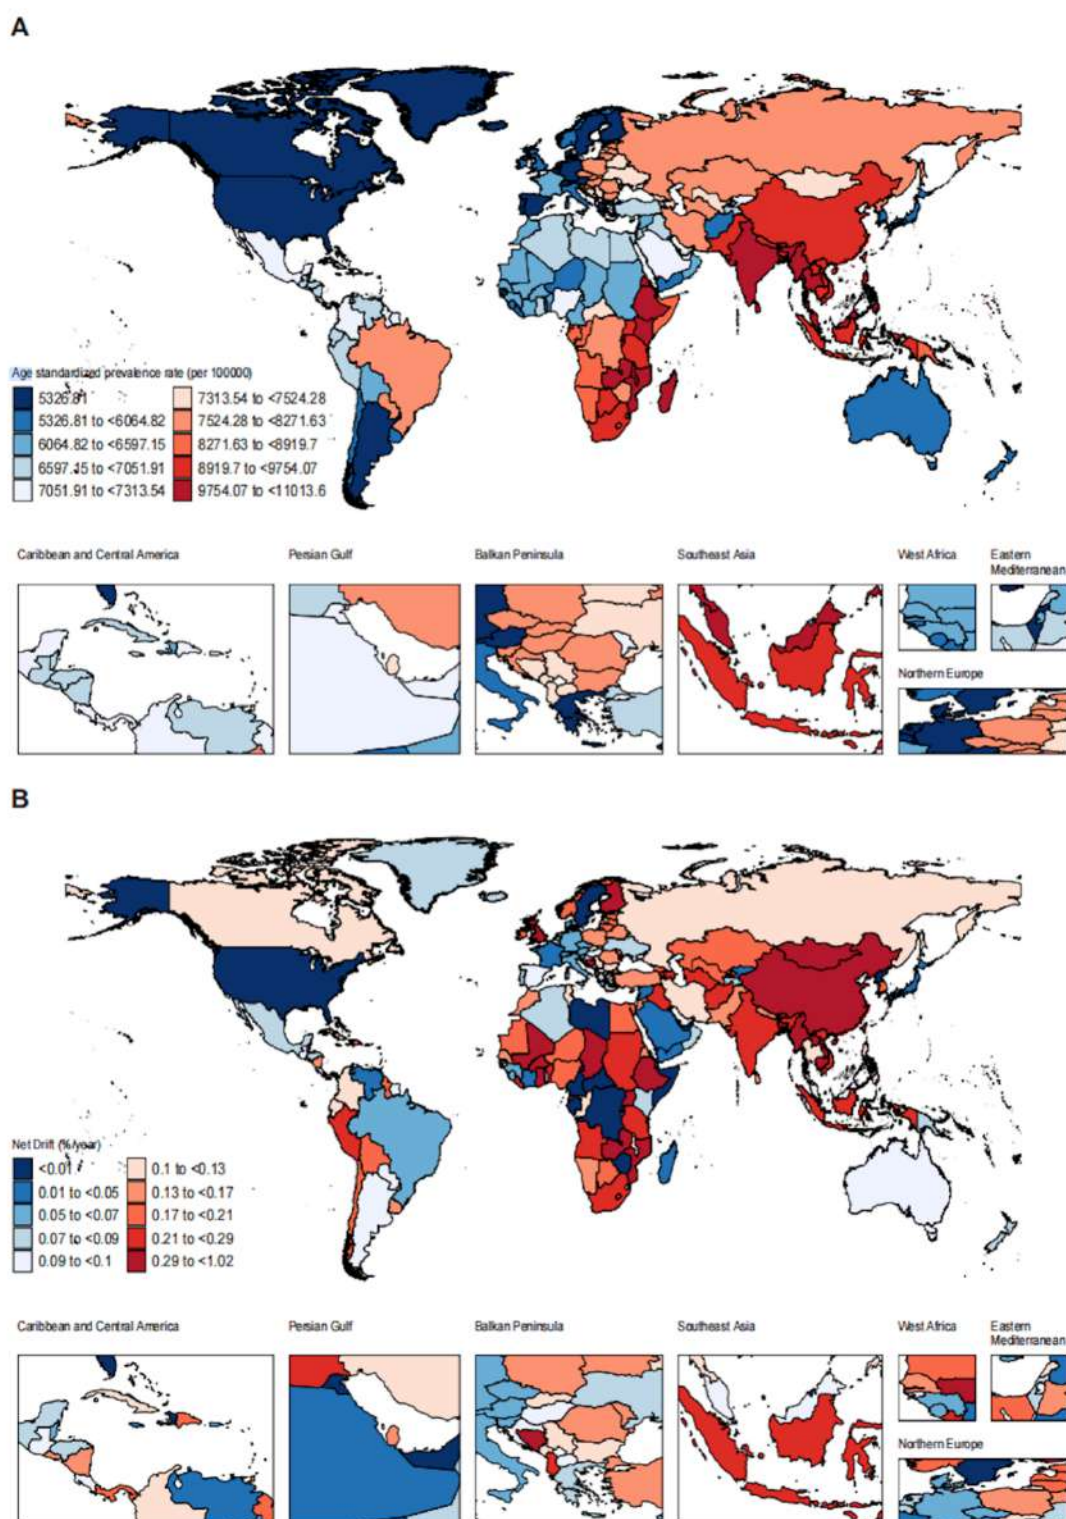 A
Age standardized prevalence rate (per 100000)
5326.81 7313.54 to <7524.28
5326.81 to <6064.82 7524.28 to <8271.63
6064.82 to <6597.15 8271.63 to <8919.7
6597.15 to <7051.91 8919.7 to <9754.07
7051.91 to <7313.54 9754.07 to <11013.6
Caribbean and Central America Persian Gulf Balkan Peninsula Southeast Asia West Africa Eastern
Mediterranean
Northern Europe
B
Net Drift (%/year)
<0.01 0.1 to <0.13
0.01 to <0.05 0.13 to <0.17
0.05 to <0.07 0.17 to <0.21
0.07 to <0.09 0.21 to <0.29
0.09 to <0.1 0.29 to <1.02
Caribbean and Central America Persian Gulf Balkan Peninsula Southeast Asia West Africa Eastern
Mediterranean
Northern Europe